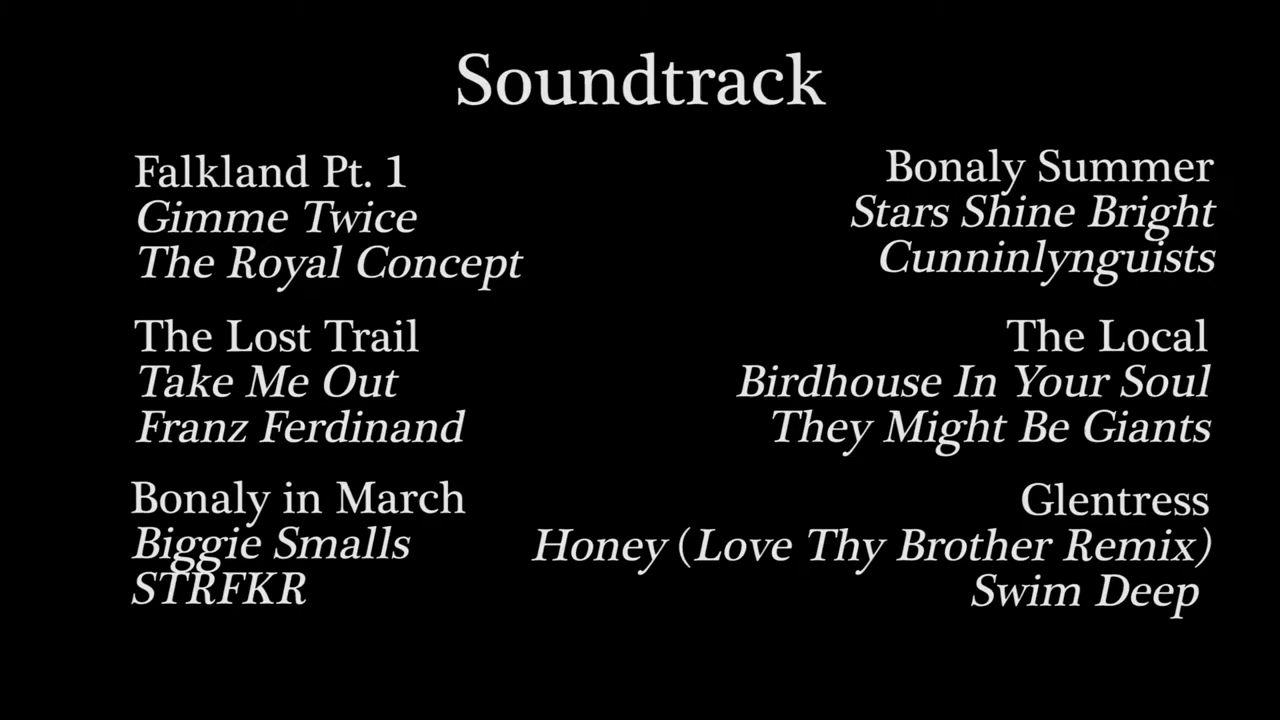 Soundtrack
Falkland Pt. 1
Gimme Twice
The Royal Concept
The Lost Trail
Take Me Out
Franz Ferdinand
Bonaly in March
Biggie Smalls
STRFKR
Bonaly Summer
Stars Shine Bright
Cunninlynguists
The Local
Birdhouse In Your Soul
They Might Be Giants
Glentress
Honey (Love Thy Brother Remix)
Swim Deep